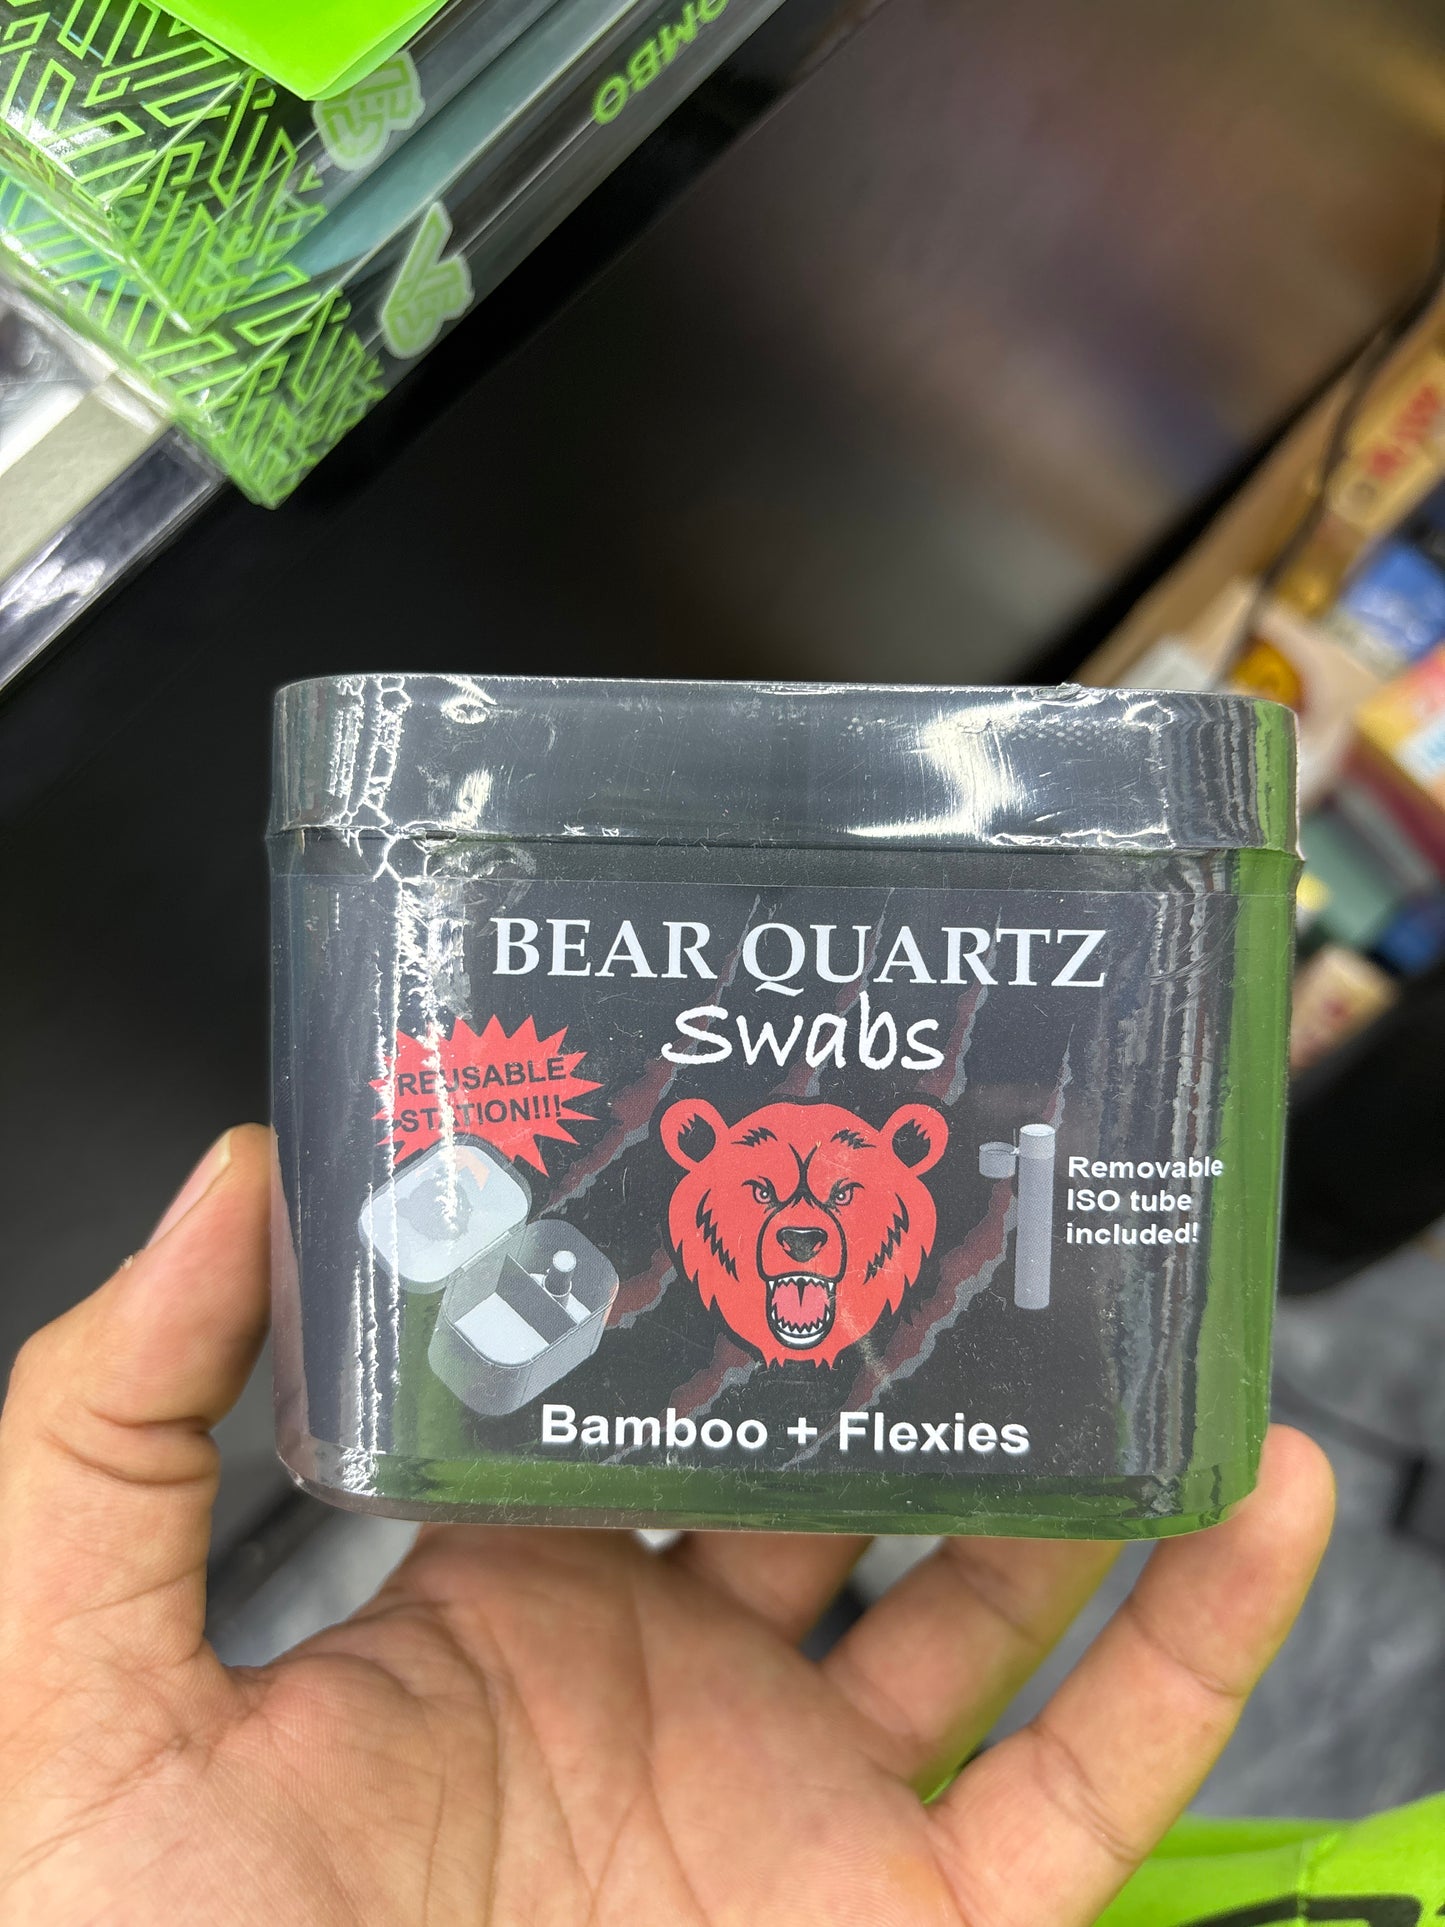 BEAR QUARTZ
Swabs
REUSABLE
STATION!!!
Removable
ISO tube
included!
Bamboo + Flexies